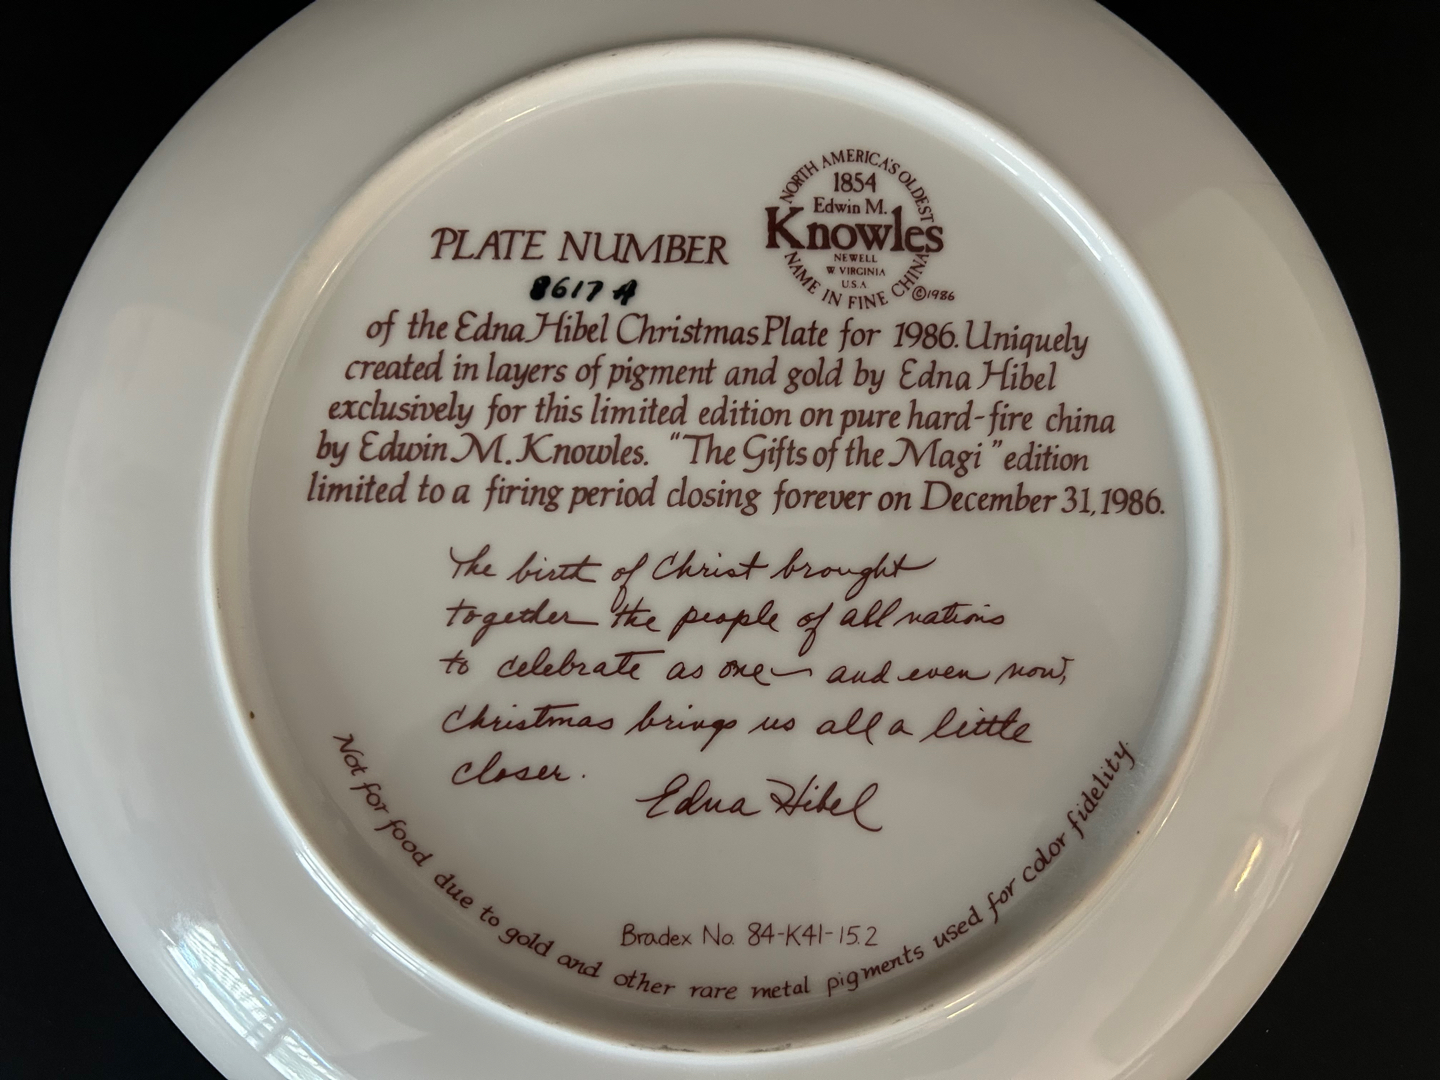 NORTH AMERICA'S OLDEST
1854
Edwin M.
Knowles
NEWELL
W. VIRGINIA
U.S.A.
NAME IN FINE CHINA
©1986
PLATE NUMBER
8617 A
of the Edna Hibel Christmas Plate for 1986. Uniquely
created in layers of pigment and gold by Edna Hibel
exclusively for this limited edition on pure hard-fire china
by Edwin M. Knowles. "The Gifts of the Magi" edition
limited to a firing period closing forever on December 31, 1986.
The birth of Christ brought
together the people of all nations
to celebrate as one — and even now,
Christmas brings us all a little
closer.
Edna Hibel
Bradex No. 84-K41-15.2
Not for food due to gold and other rare metal pigments used for color fidelity